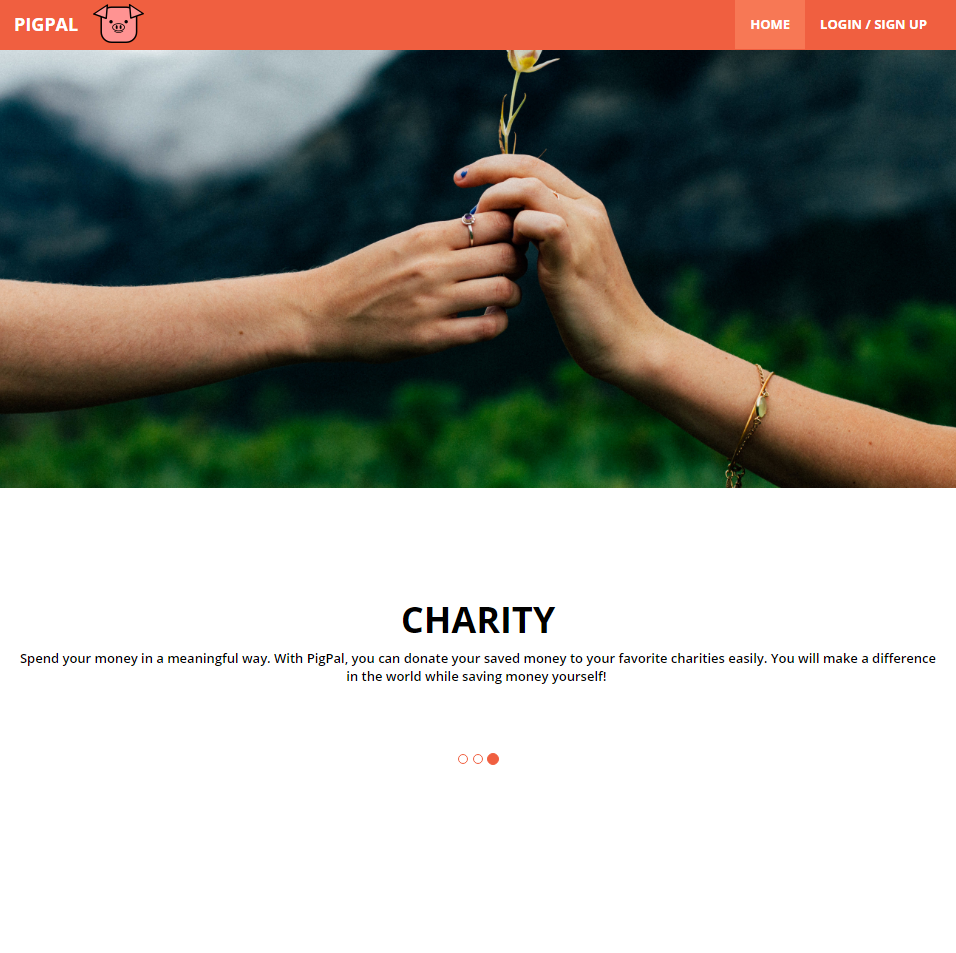 PIGPAL
HOME
LOGIN / SIGN UP
CHARITY
Spend your money in a meaningful way. With PigPal, you can donate your saved money to your favorite charities easily. You will make a difference
in the world while saving money yourself!